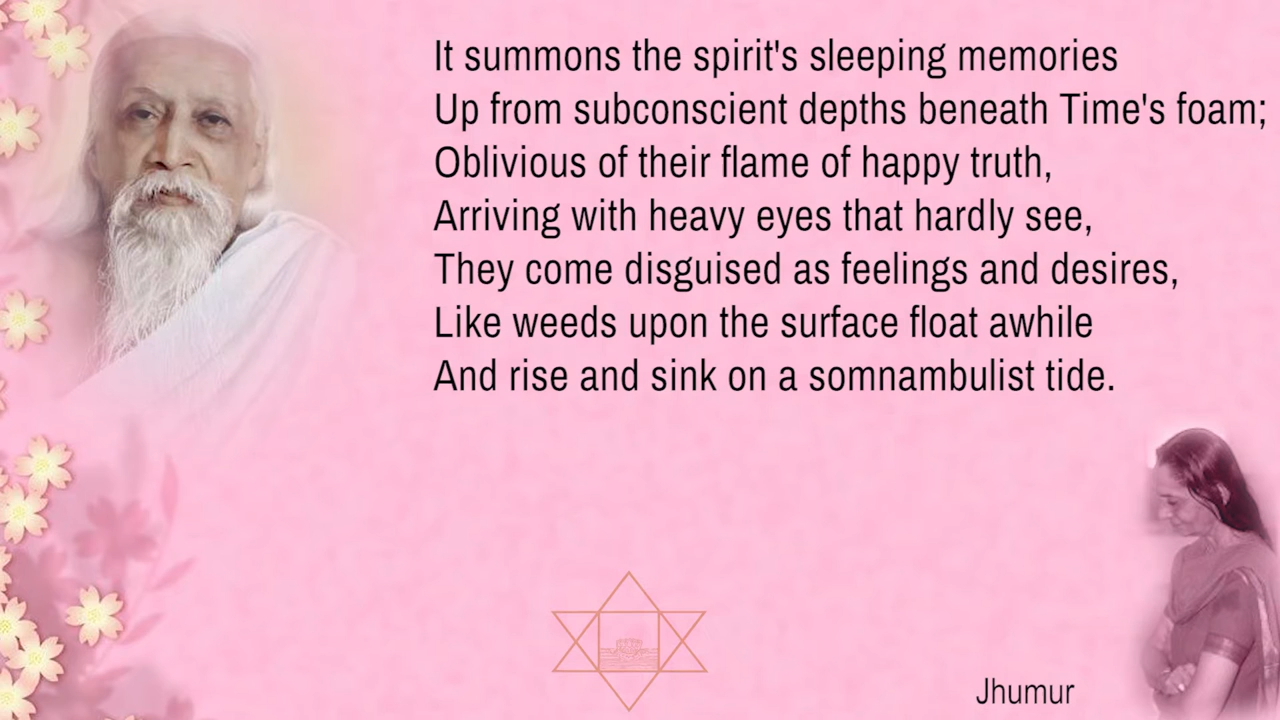 It summons the spirit's sleeping memories
Up from subconscient depths beneath Time's foam;
Oblivious of their flame of happy truth,
Arriving with heavy eyes that hardly see,
They come disguised as feelings and desires,
Like weeds upon the surface float awhile
And rise and sink on a somnambulist tide.
Jhumur